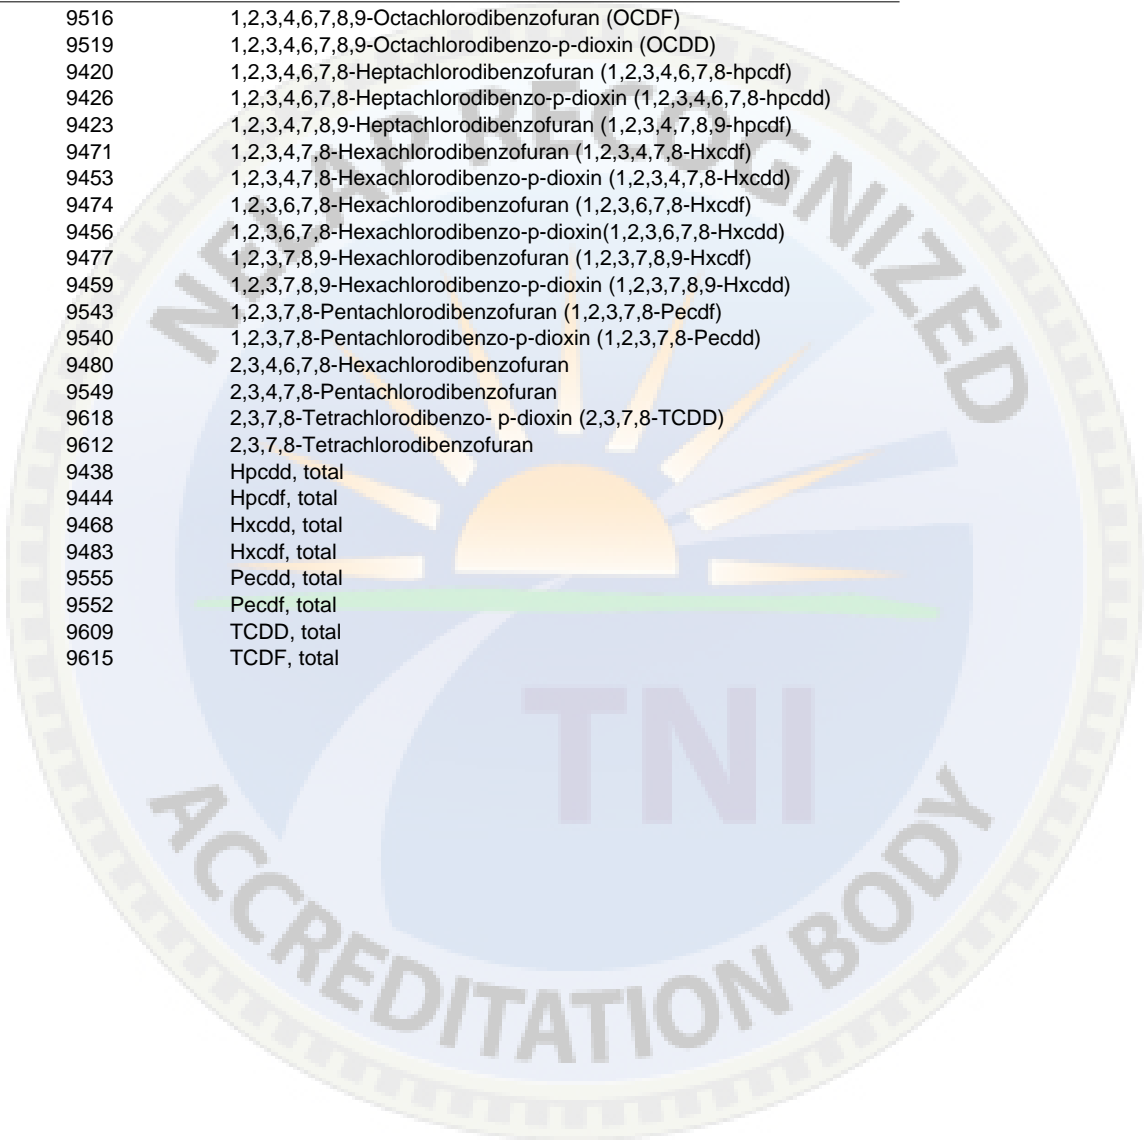 9516 1,2,3,4,6,7,8,9-Octachlorodibenzofuran (OCDF)
9519 1,2,3,4,6,7,8,9-Octachlorodibenzo-p-dioxin (OCDD)
9420 1,2,3,4,6,7,8-Heptachlorodibenzofuran (1,2,3,4,6,7,8-hpcdf)
9426 1,2,3,4,6,7,8-Heptachlorodibenzo-p-dioxin (1,2,3,4,6,7,8-hpcdd)
9423 1,2,3,4,7,8,9-Heptachlorodibenzofuran (1,2,3,4,7,8,9-hpcdf)
9471 1,2,3,4,7,8-Hexachlorodibenzofuran (1,2,3,4,7,8-Hxcdf)
9453 1,2,3,4,7,8-Hexachlorodibenzo-p-dioxin (1,2,3,4,7,8-Hxcdd)
9474 1,2,3,6,7,8-Hexachlorodibenzofuran (1,2,3,6,7,8-Hxcdf)
9456 1,2,3,6,7,8-Hexachlorodibenzo-p-dioxin(1,2,3,6,7,8-Hxcdd)
9477 1,2,3,7,8,9-Hexachlorodibenzofuran (1,2,3,7,8,9-Hxcdf)
9459 1,2,3,7,8,9-Hexachlorodibenzo-p-dioxin (1,2,3,7,8,9-Hxcdd)
9543 1,2,3,7,8-Pentachlorodibenzofuran (1,2,3,7,8-Pecdf)
9540 1,2,3,7,8-Pentachlorodibenzo-p-dioxin (1,2,3,7,8-Pecdd)
9480 2,3,4,6,7,8-Hexachlorodibenzofuran
9549 2,3,4,7,8-Pentachlorodibenzofuran
9618 2,3,7,8-Tetrachlorodibenzo- p-dioxin (2,3,7,8-TCDD)
9612 2,3,7,8-Tetrachlorodibenzofuran
9438 Hpcdd, total
9444 Hpcdf, total
9468 Hxcdd, total
9483 Hxcdf, total
9555 Pecdd, total
9552 Pecdf, total
9609 TCDD, total
9615 TCDF, total
NELAP RECOGNIZED
TNI
ACCREDITATION BODY